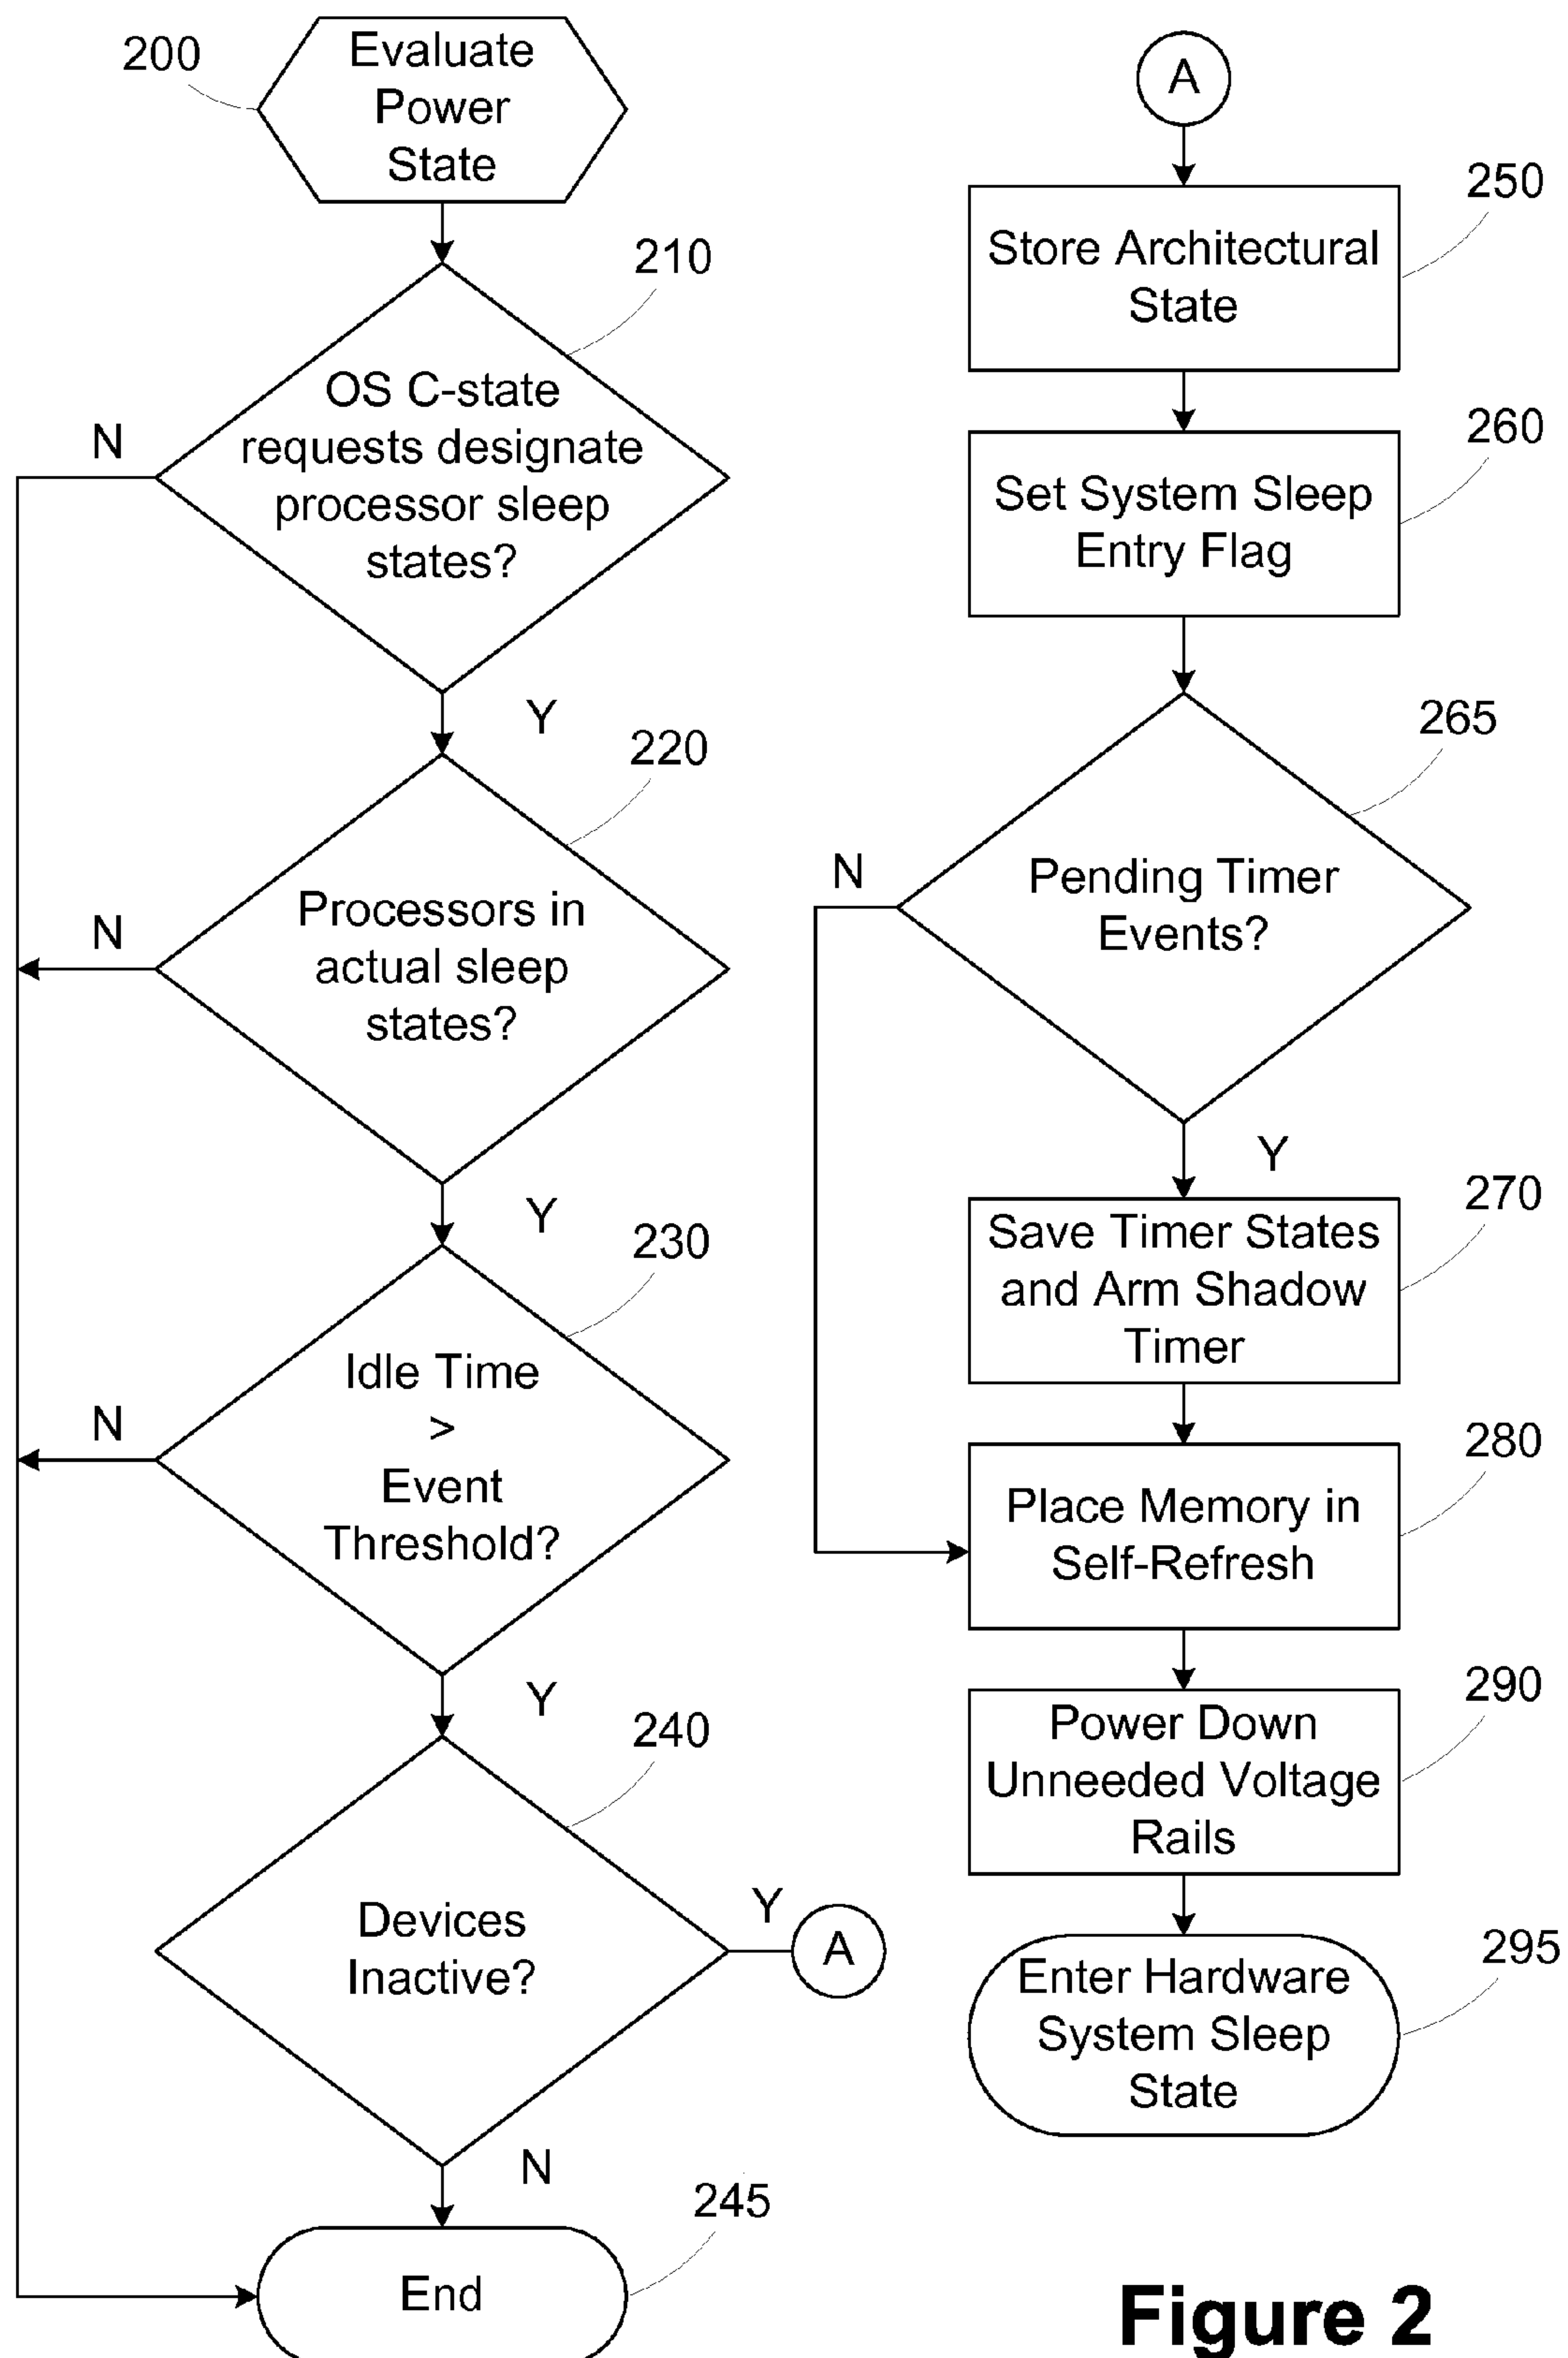 200
Evaluate
Power
State
210
OS C-state
requests designate
processor sleep
states?
N
Y
220
Processors in
actual sleep
states?
N
Y
230
Idle Time
>
Event
Threshold?
N
Y
240
Devices
Inactive?
Y
A
N
245
End
A
250
Store Architectural
State
260
Set System Sleep
Entry Flag
265
Pending Timer
Events?
N
Y
270
Save Timer States
and Arm Shadow
Timer
280
Place Memory in
Self-Refresh
290
Power Down
Unneeded Voltage
Rails
295
Enter Hardware
System Sleep
State
Figure 2